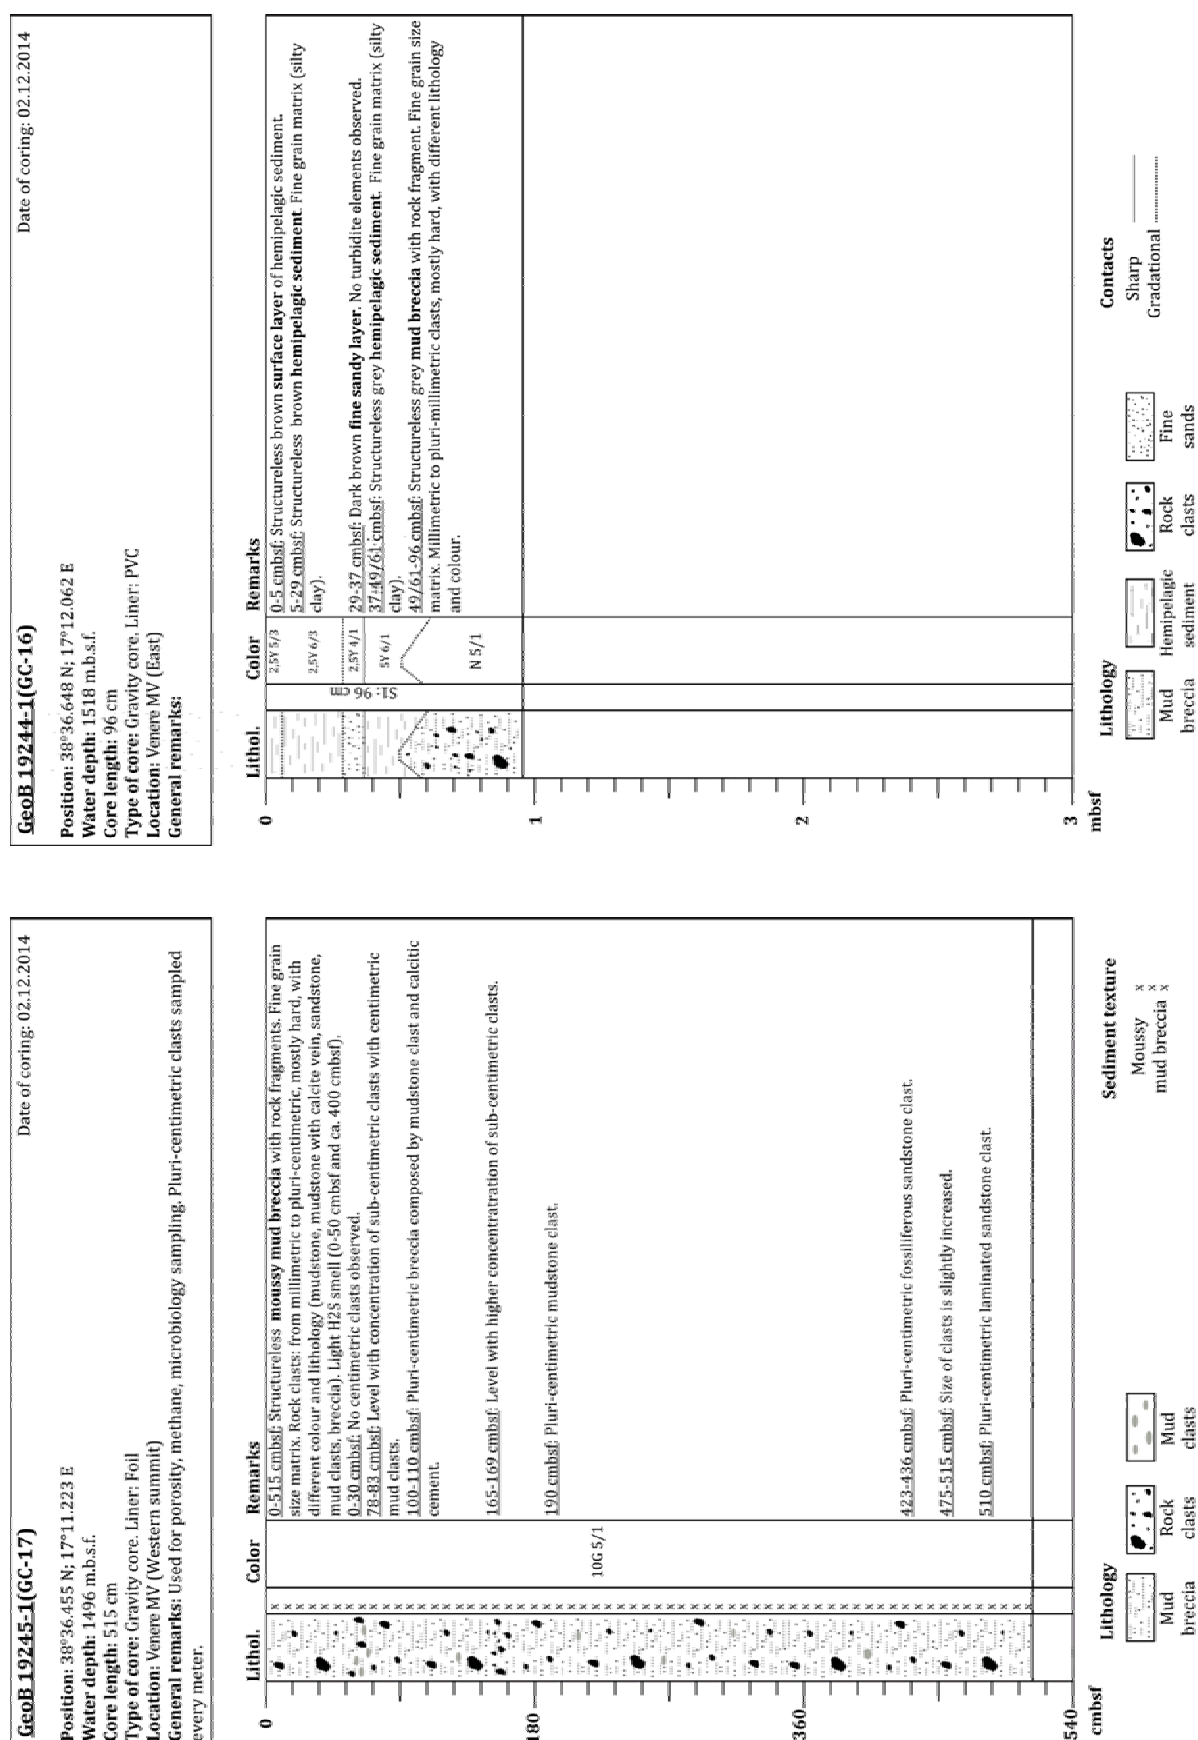 GeoB 19245-1(GC-17)
Date of coring: 02.12.2014
Position: 38°36.455 N; 17°11.223 E
Water depth: 1496 m.b.s.f.
Core length: 515 cm
Type of core: Gravity core. Liner: Foil
Location: Venere MV (Western summit)
General remarks: Used for porosity, methane, microbiology sampling. Pluri-centimetric clasts sampled
every meter.
Lithol.
Color
Remarks
0
180
360
540
cmbsf
x x x x x x x x x x x x x x x x x x x x x x x x x x x x x x x x x x x x x x x x x x x x x x x x x x x
10G 5/1
0-515 cmbsf: Structureless moussy mud breccia with rock fragments. Fine grain
size matrix. Rock clasts: from millimetric to pluri-centimetric, mostly hard, with
different colour and lithology (mudstone, mudstone with calcite vein, sandstone,
mud clasts, breccia). Light H2S smell (0-50 cmbsf and ca. 400 cmbsf).
0-30 cmbsf: No centimetric clasts observed.
78-83 cmbsf: Level with concentration of sub-centimetric clasts with centimetric
mud clasts.
100-110 cmbsf: Pluri-centimetric breccia composed by mudstone clast and calcitic
cement.
165-169 cmbsf: Level with higher concentratration of sub-centimetric clasts.
190 cmbsf: Pluri-centimetric mudstone clast.
423-436 cmbsf: Pluri-centimetric fossiliferous sandstone clast.
475-515 cmbsf: Size of clasts is slightly increased.
510 cmbsf: Pluri-centimetric laminated sandstone clast.
Lithology
Mud
breccia
Rock
clasts
Mud
clasts
Sediment texture
Moussy x
mud breccia x
x
GeoB 19244-1(GC-16)
Date of coring: 02.12.2014
Position: 38°36.648 N; 17°12.062 E
Water depth: 1518 m.b.s.f.
Core length: 96 cm
Type of core: Gravity core. Liner: PVC
Location: Venere MV (East)
General remarks:
Lithol.
Color
Remarks
0
1
2
3
mbsf
S1: 96 cm
2,5Y 5/3
2,5Y 6/3
2,5Y 4/1
5Y 6/1
N 5/1
0-5 cmbsf: Structureless brown surface layer of hemipelagic sediment.
5-29 cmbsf: Structureless brown hemipelagic sediment. Fine grain matrix (silty
clay).
29-37 cmbsf: Dark brown fine sandy layer. No turbidite elements observed.
37-49/61 cmbsf: Structureless grey hemipelagic sediment. Fine grain matrix (silty
clay).
49/61-96 cmbsf: Structureless grey mud breccia with rock fragment. Fine grain size
matrix. Millimetric to pluri-millimetric clasts, mostly hard, with different lithology
and colour.
Lithology
Mud
breccia
Hemipelagic
sediment
Rock
clasts
Fine
sands
Contacts
Sharp
Gradational